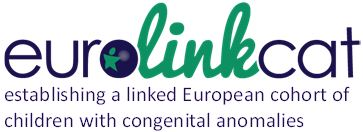 eurolinkcat
establishing a linked European cohort of
children with congenital anomalies